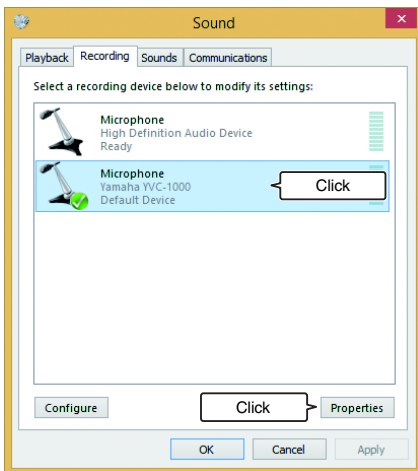 Sound
Playback Recording Sounds Communications
Select a recording device below to modify its settings:
Microphone
High Definition Audio Device
Ready
Microphone
Yamaha YVC-1000
Default Device
Click
Configure
Click
Properties
OK
Cancel
Apply